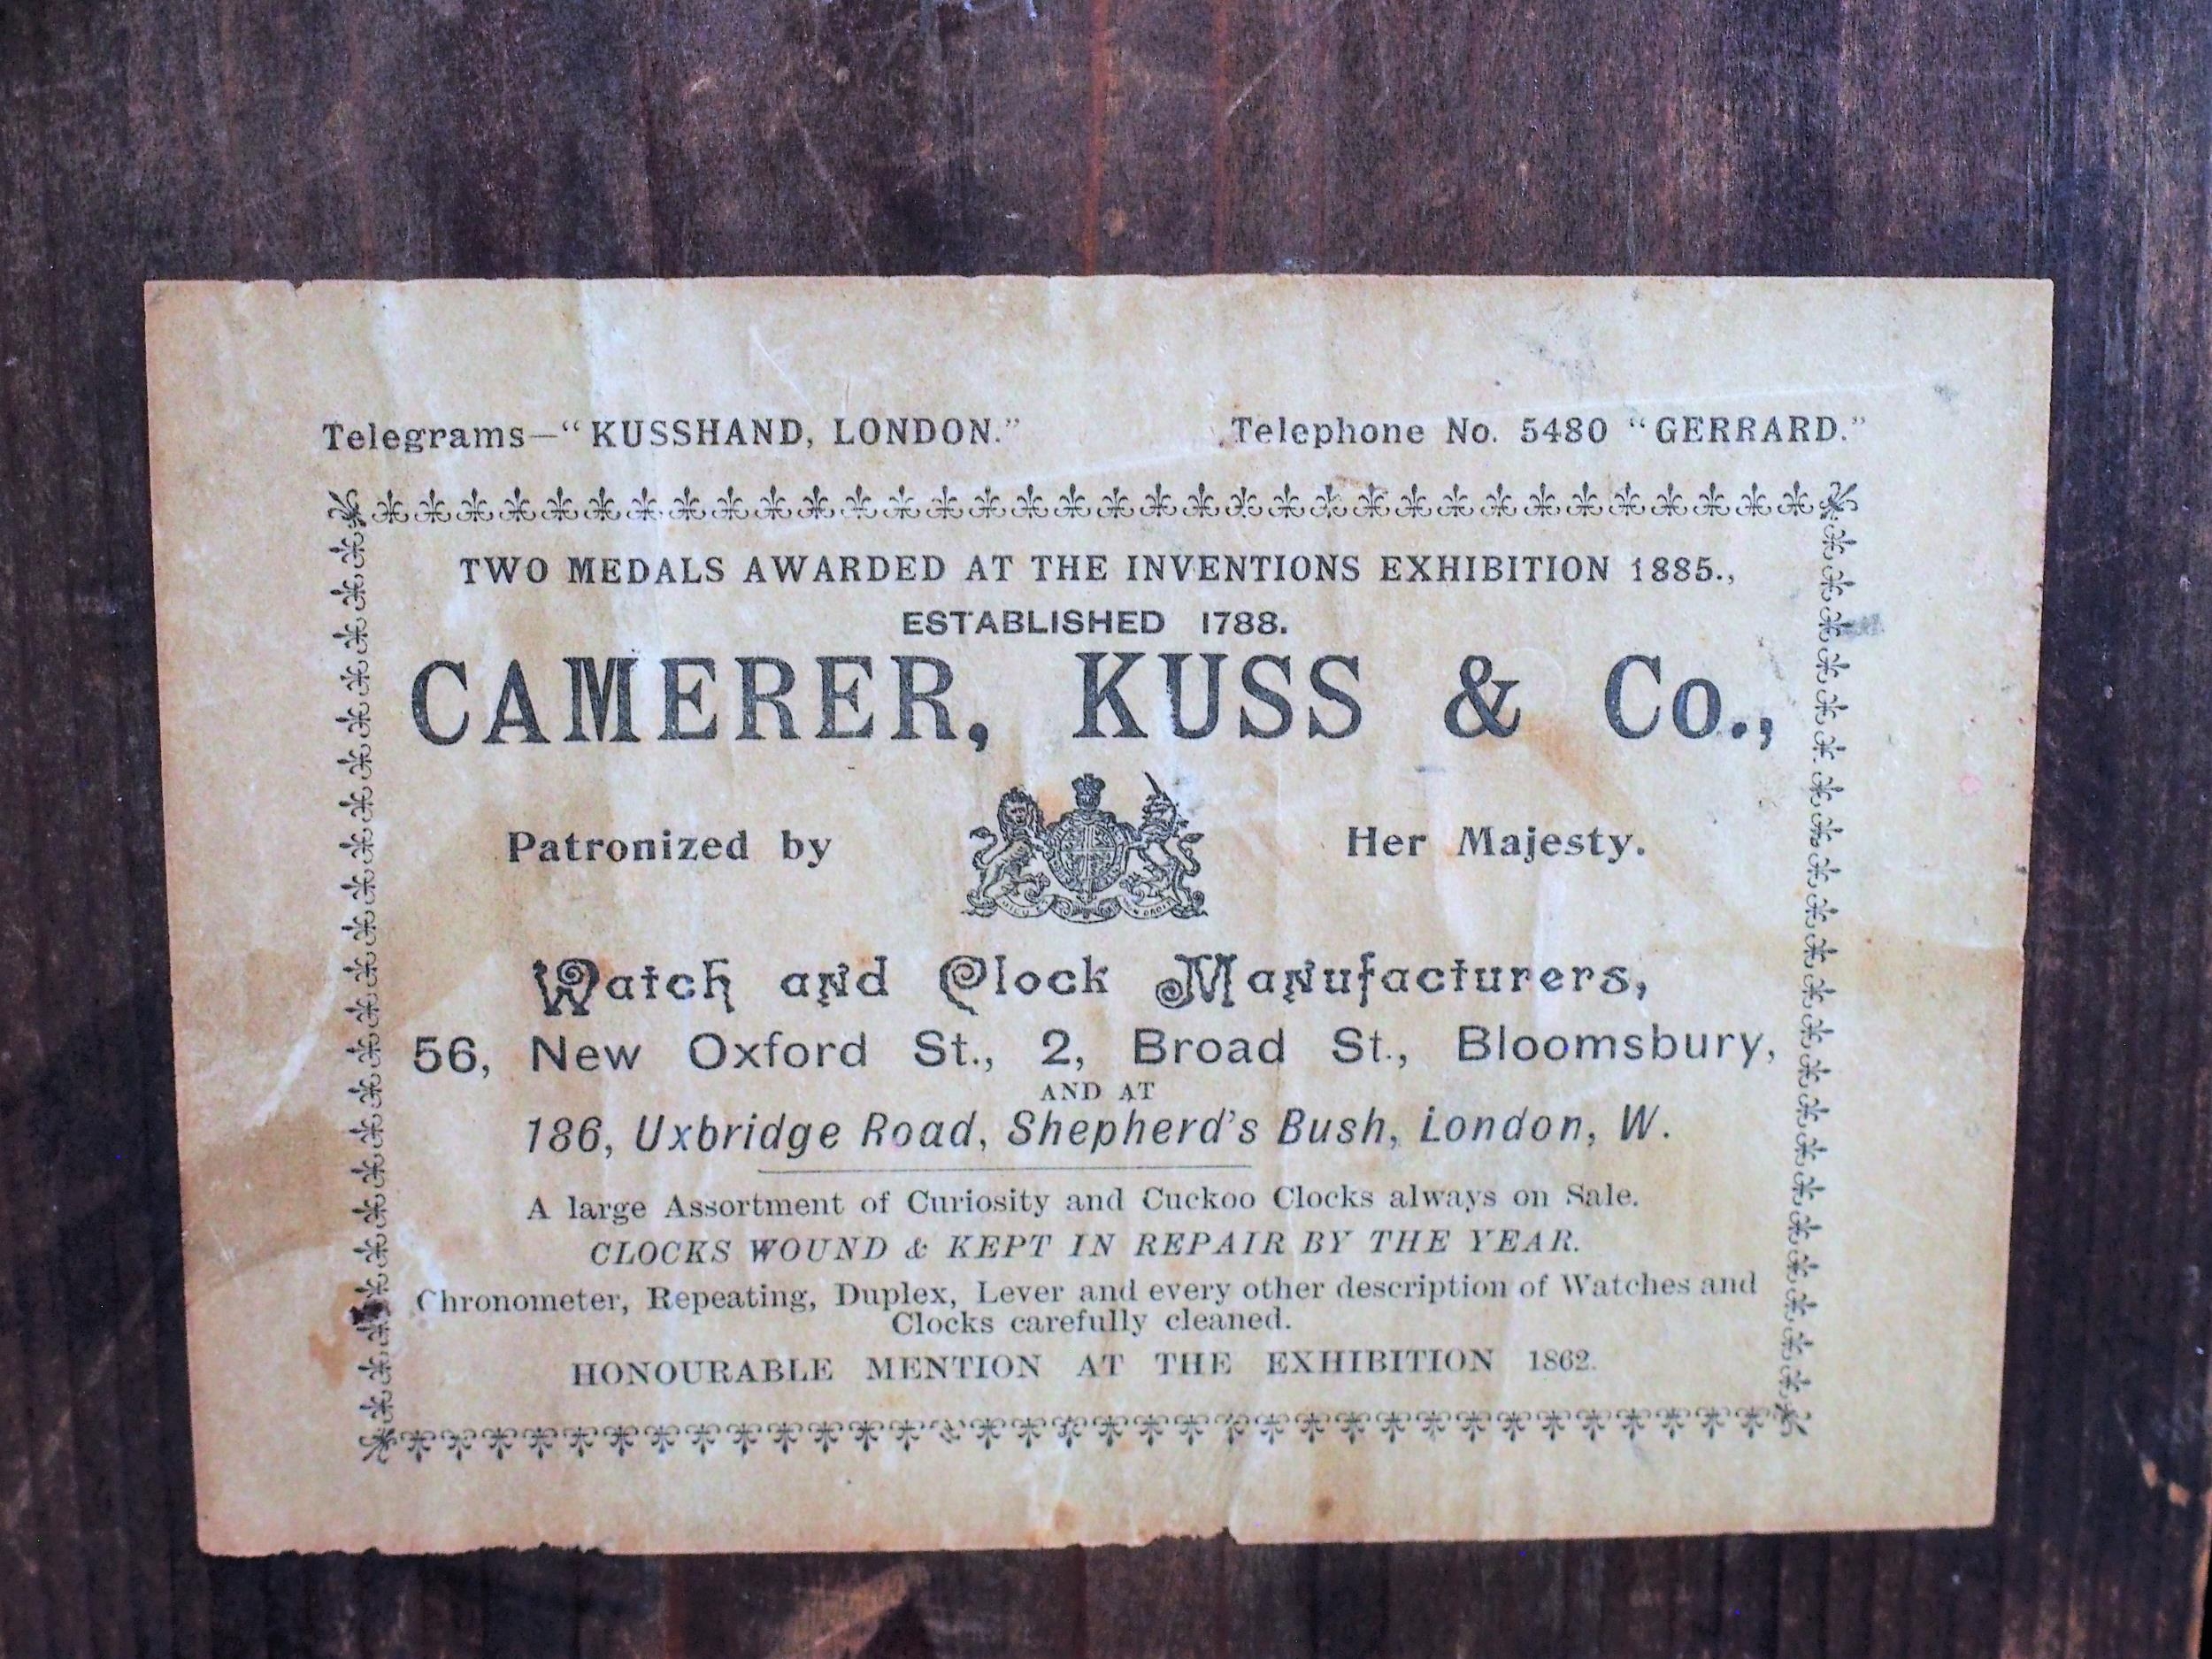 Telegrams—"KUSSHAND, LONDON." Telephone No. 5480 "GERRARD."
TWO MEDALS AWARDED AT THE INVENTIONS EXHIBITION 1885.,
ESTABLISHED 1788.
CAMERER, KUSS & Co.,
Patronized by Her Majesty.
Watch and Clock Manufacturers,
56, New Oxford St., 2, Broad St., Bloomsbury,
AND AT
186, Uxbridge Road, Shepherd's Bush, London, W.
A large Assortment of Curiosity and Cuckoo Clocks always on Sale.
CLOCKS WOUND & KEPT IN REPAIR BY THE YEAR.
Chronometer, Repeating, Duplex, Lever and every other description of Watches and
Clocks carefully cleaned.
HONOURABLE MENTION AT THE EXHIBITION 1862.